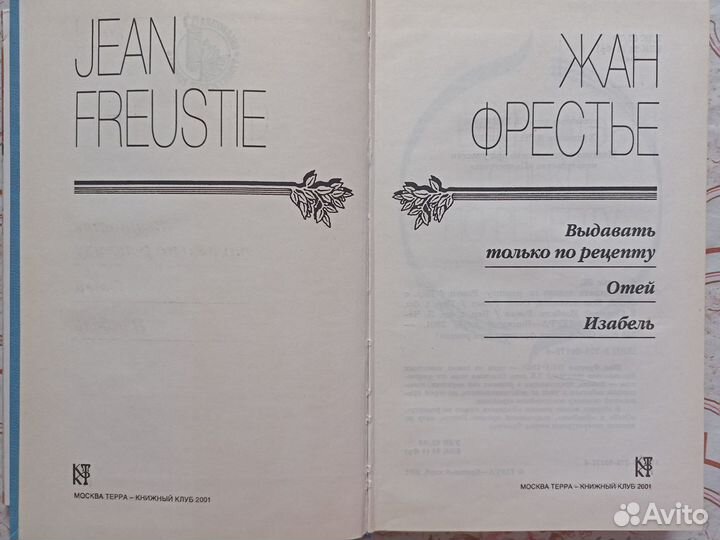 JEAN
FREUSTIE
МОСКВА ТЕРРА – КНИЖНЫЙ КЛУБ 2001
ЖАН
ФРЕСТЬЕ
Выдавать
только по рецепту
Отей
Изабель
МОСКВА ТЕРРА – КНИЖНЫЙ КЛУБ 2001
Avito